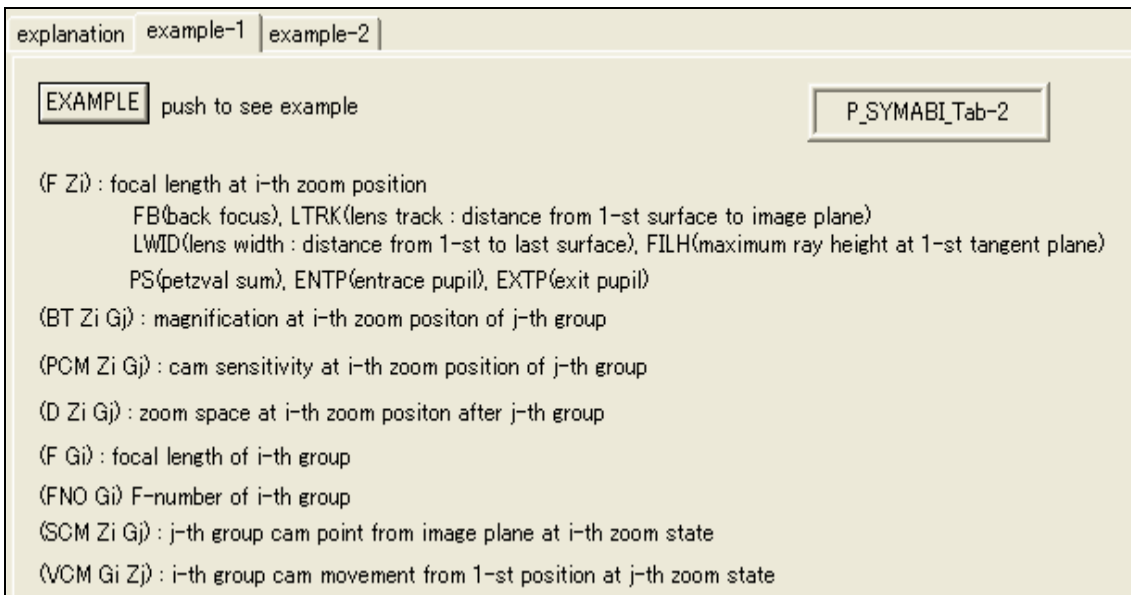 explanation example-1 example-2
EXAMPLE push to see example P_SYMABI_Tab-2
(F Zi) : focal length at i-th zoom position
FB(back focus), LTRK(lens track : distance from 1-st surface to image plane)
LWID(lens width : distance from 1-st to last surface), FILH(maximum ray height at 1-st tangent plane)
PS(petzval sum), ENTP(entrace pupil), EXTP(exit pupil)
(BT Zi Gj) : magnification at i-th zoom positon of j-th group
(PCM Zi Gj) : cam sensitivity at i-th zoom position of j-th group
(D Zi Gj) : zoom space at i-th zoom positon after j-th group
(F Gi) : focal length of i-th group
(FNO Gi) F-number of i-th group
(SCM Zi Gj) : j-th group cam point from image plane at i-th zoom state
(VCM Gi Zj) : i-th group cam movement from 1-st position at j-th zoom state